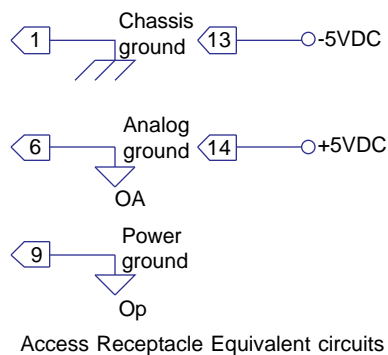 1
Chassis
ground
13
-5VDC
6
Analog
ground
14
+5VDC
OA
9
Power
ground
Op
Access Receptacle Equivalent circuits